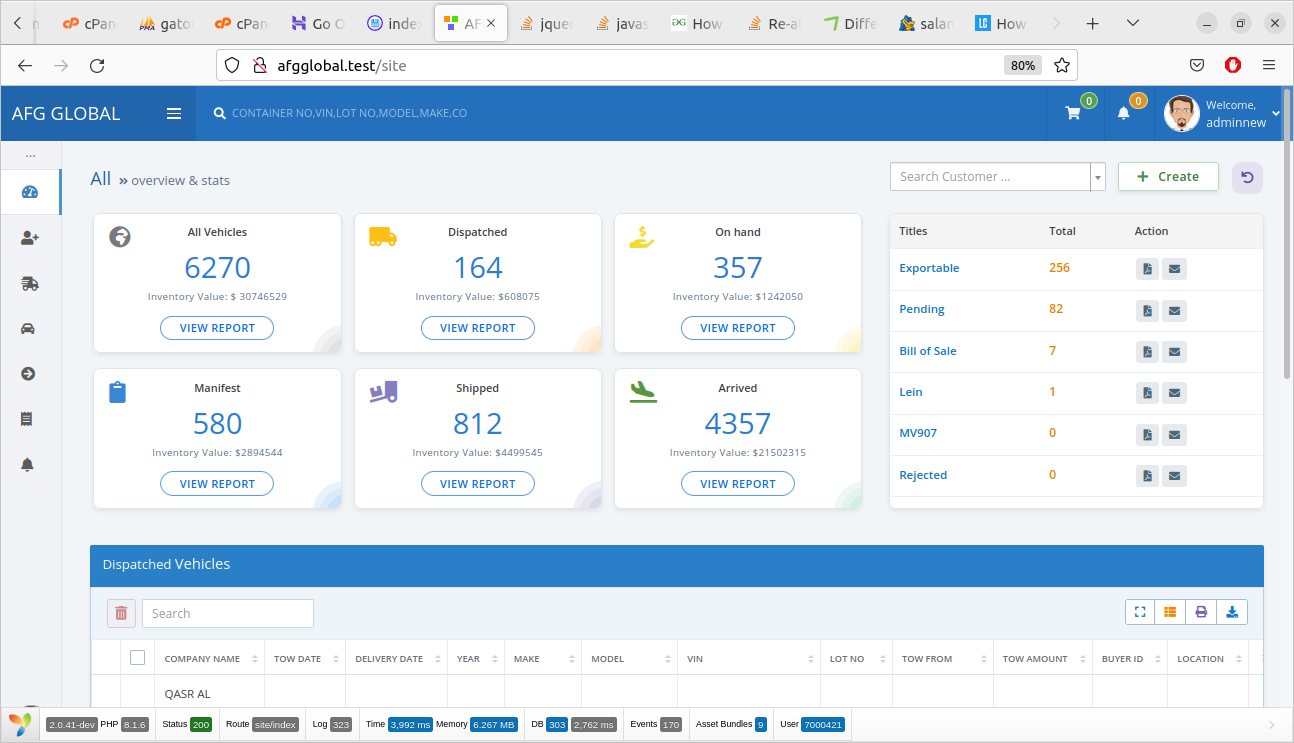 cPan
gator
cPan
Go O
index
AFG
jquer
javas
How
Re-al
Diffe
salar
How
afgglobal.test/site
80%
AFG GLOBAL
CONTAINER NO,VIN,LOT NO,MODEL,MAKE,CO
0
0
Welcome,
adminnew
...
All » overview & stats
Search Customer ...
+ Create
All Vehicles
6270
Inventory Value: $ 30746529
VIEW REPORT
Dispatched
164
Inventory Value: $608075
VIEW REPORT
On hand
357
Inventory Value: $1242050
VIEW REPORT
Manifest
580
Inventory Value: $2894544
VIEW REPORT
Shipped
812
Inventory Value: $4499545
VIEW REPORT
Arrived
4357
Inventory Value: $21502315
VIEW REPORT
Titles Total Action
Exportable 256
Pending 82
Bill of Sale 7
Lein 1
MV907 0
Rejected 0
Dispatched Vehicles
Search
COMPANY NAME TOW DATE DELIVERY DATE YEAR MAKE MODEL VIN LOT NO TOW FROM TOW AMOUNT BUYER ID LOCATION
QASR AL
2.0.41-dev PHP 8.1.6 Status 200 Route site/index Log 323 Time 3,992 ms Memory 6.267 MB DB 303 2,762 ms Events 170 Asset Bundles 9 User 7000421